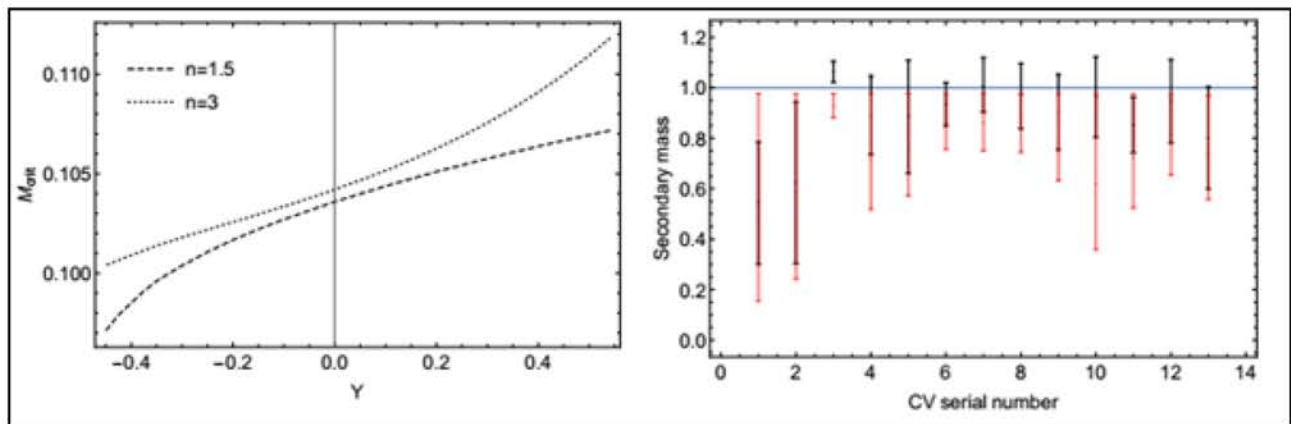 n=1.5
n=3
0.110
0.105
0.100
M_crit
−0.4 −0.2 0.0 0.2 0.4
Y
1.2
1.0
0.8
0.6
0.4
0.2
0.0
Secondary mass
0 2 4 6 8 10 12 14
CV serial number